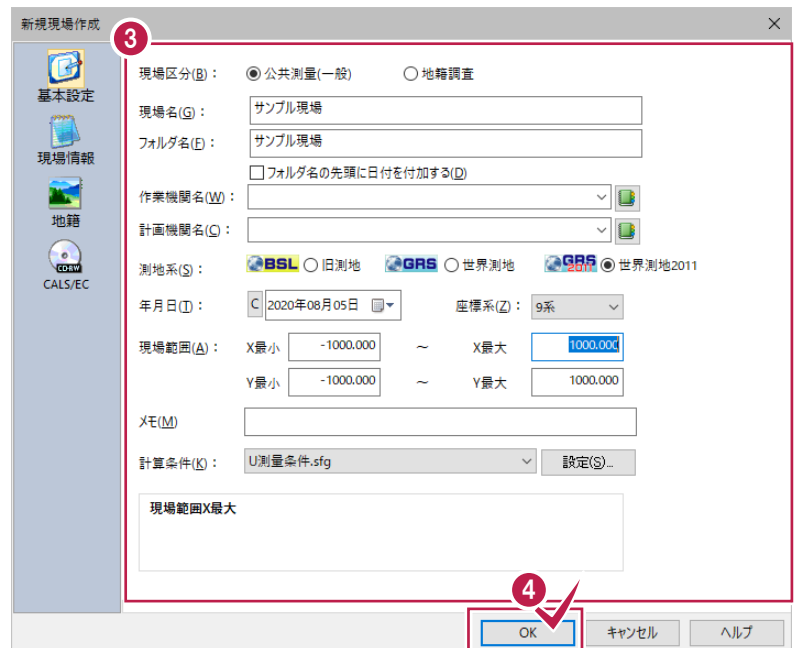 新規現場作成
3
基本設定
現場情報
地籍
CD-RW
CALS/EC
現場区分(B)： 公共測量(一般) 地籍調査
現場名(G)： サンプル現場
フォルダ名(F)： サンプル現場
フォルダ名の先頭に日付を付加する(D)
作業機関名(W)：
計画機関名(C)：
測地系(S)： BSL 旧測地 GRS 世界測地 GRS 2011 世界測地2011
年月日(T)： C 2020年08月05日 座標系(Z)： 9系
現場範囲(A)： X最小 -1000.000 ～ X最大 1000.000
Y最小 -1000.000 ～ Y最大 1000.000
メモ(M)
計算条件(K)： U測量条件.sfg 設定(S)...
現場範囲X最大
4
OK キャンセル ヘルプ